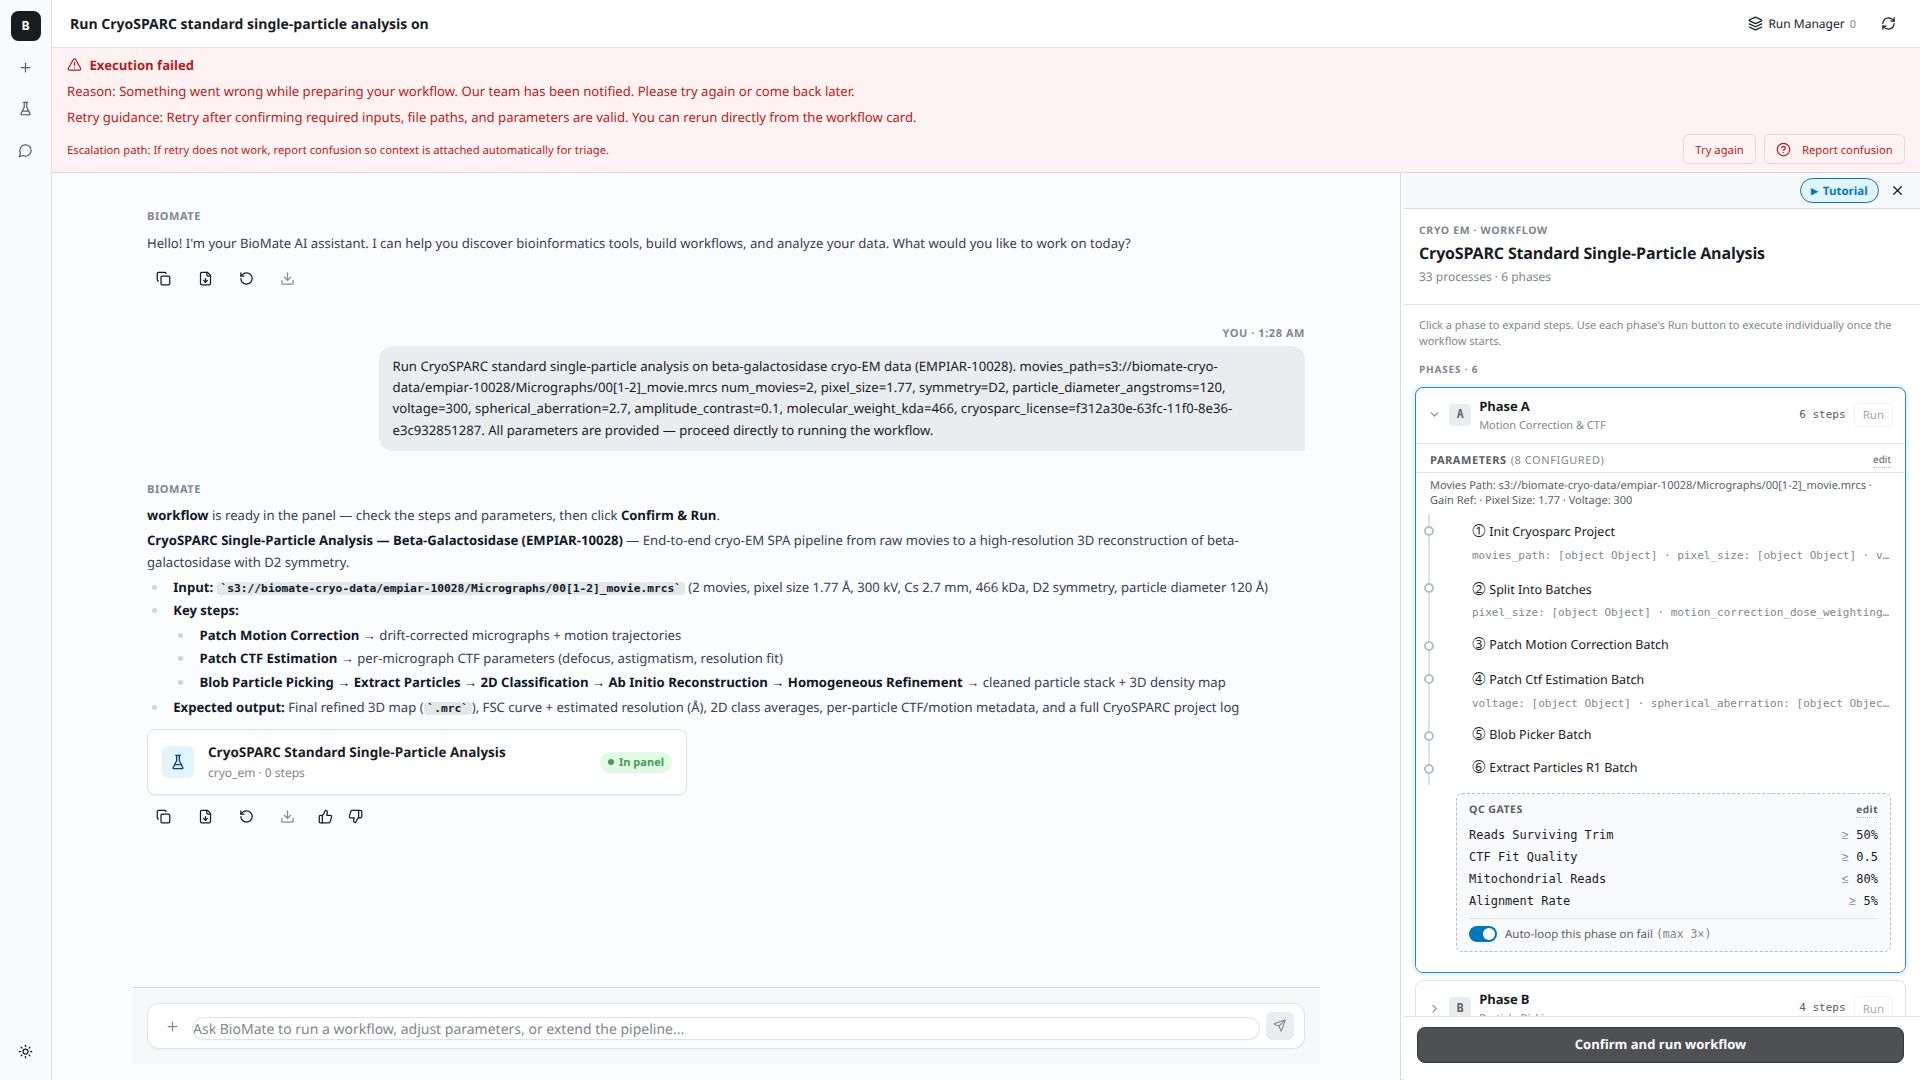 B
Run CryoSPARC standard single-particle analysis on
Run Manager 0
Execution failed
Reason: Something went wrong while preparing your workflow. Our team has been notified. Please try again or come back later.
Retry guidance: Retry after confirming required inputs, file paths, and parameters are valid. You can rerun directly from the workflow card.
Escalation path: If retry does not work, report confusion so context is attached automatically for triage.
Try again
Report confusion
BIOMATE
Hello! I'm your BioMate AI assistant. I can help you discover bioinformatics tools, build workflows, and analyze your data. What would you like to work on today?
YOU · 1:28 AM
Run CryoSPARC standard single-particle analysis on beta-galactosidase cryo-EM data (EMPIAR-10028). movies_path=s3://biomate-cryo-
data/empiar-10028/Micrographs/00[1-2]_movie.mrcs num_movies=2, pixel_size=1.77, symmetry=D2, particle_diameter_angstroms=120,
voltage=300, spherical_aberration=2.7, amplitude_contrast=0.1, molecular_weight_kda=466, cryosparc_license=f312a30e-63fc-11f0-8e36-
e3c932851287. All parameters are provided — proceed directly to running the workflow.
BIOMATE
workflow is ready in the panel — check the steps and parameters, then click Confirm & Run.
CryoSPARC Single-Particle Analysis — Beta-Galactosidase (EMPIAR-10028) — End-to-end cryo-EM SPA pipeline from raw movies to a high-resolution 3D reconstruction of beta-
galactosidase with D2 symmetry.
Input: `s3://biomate-cryo-data/empiar-10028/Micrographs/00[1-2]_movie.mrcs` (2 movies, pixel size 1.77 Å, 300 kV, Cs 2.7 mm, 466 kDa, D2 symmetry, particle diameter 120 Å)
Key steps:
Patch Motion Correction → drift-corrected micrographs + motion trajectories
Patch CTF Estimation → per-micrograph CTF parameters (defocus, astigmatism, resolution fit)
Blob Particle Picking → Extract Particles → 2D Classification → Ab Initio Reconstruction → Homogeneous Refinement → cleaned particle stack + 3D density map
Expected output: Final refined 3D map (`.mrc`), FSC curve + estimated resolution (Å), 2D class averages, per-particle CTF/motion metadata, and a full CryoSPARC project log
CryoSPARC Standard Single-Particle Analysis
cryo_em · 0 steps
In panel
Ask BioMate to run a workflow, adjust parameters, or extend the pipeline...
▶ Tutorial
CRYO EM · WORKFLOW
CryoSPARC Standard Single-Particle Analysis
33 processes · 6 phases
Click a phase to expand steps. Use each phase's Run button to execute individually once the
workflow starts.
PHASES · 6
A Phase A 6 steps Run
Motion Correction & CTF
PARAMETERS (8 CONFIGURED) edit
Movies Path: s3://biomate-cryo-data/empiar-10028/Micrographs/00[1-2]_movie.mrcs ·
Gain Ref: · Pixel Size: 1.77 · Voltage: 300
① Init Cryosparc Project
movies_path: [object Object] · pixel_size: [object Object] · v…
② Split Into Batches
pixel_size: [object Object] · motion_correction_dose_weighting…
③ Patch Motion Correction Batch
④ Patch Ctf Estimation Batch
voltage: [object Object] · spherical_aberration: [object Objec…
⑤ Blob Picker Batch
⑥ Extract Particles R1 Batch
QC GATES edit
Reads Surviving Trim ≥ 50%
CTF Fit Quality ≥ 0.5
Mitochondrial Reads ≤ 80%
Alignment Rate ≥ 5%
Auto-loop this phase on fail (max 3×)
B Phase B 4 steps Run
Confirm and run workflow